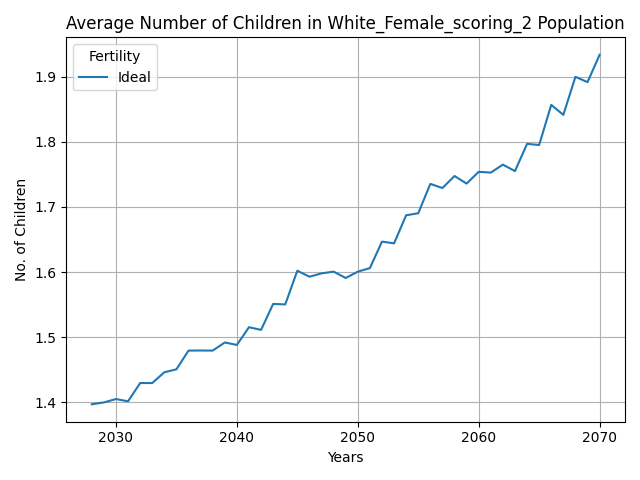 Average Number of Children in White_Female_scoring_2 Population
Fertility
Ideal
No. of Children
1.9
1.8
1.7
1.6
1.5
1.4
2030 2040 2050 2060 2070
Years